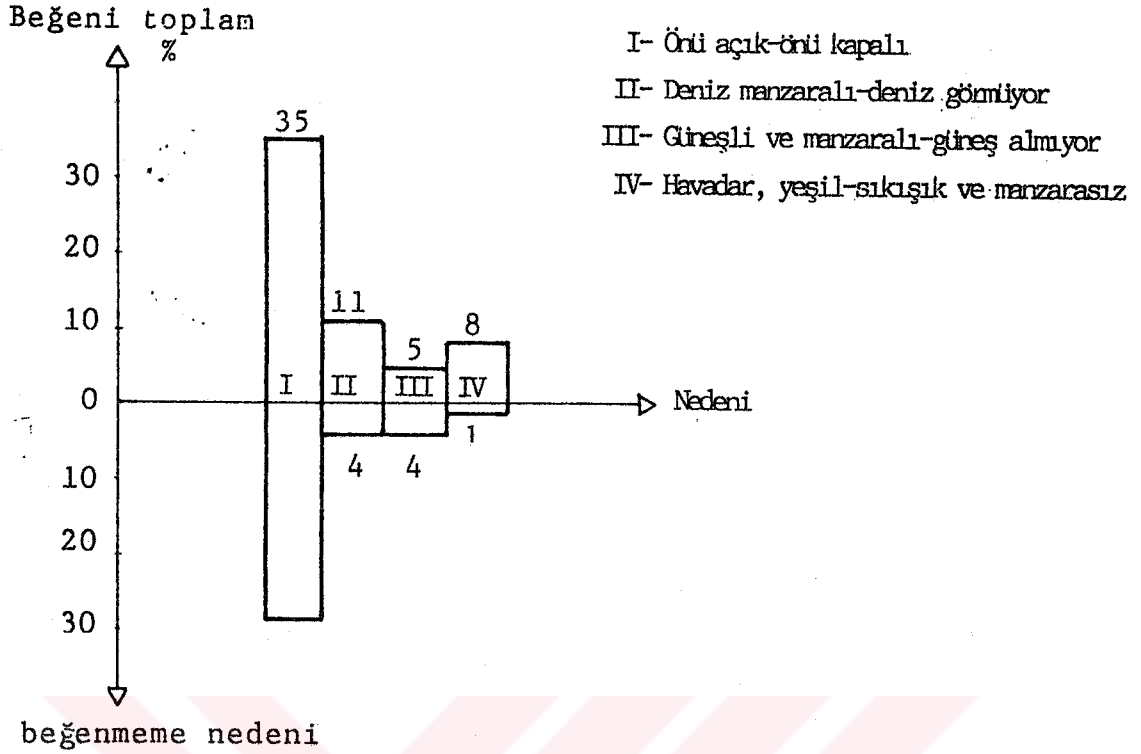 Beğeni toplam
%
I- Önü açık-önü kapalı
II- Deniz manzaralı-deniz görmüyor
III- Güneşli ve manzaralı-güneş almıyor
IV- Havadar, yeşil-sıkışık ve manzarasız
35
30
20
11
10
8
5
I II III IV
0
Nedeni
1
4 4
10
20
30
beğenmeme nedeni